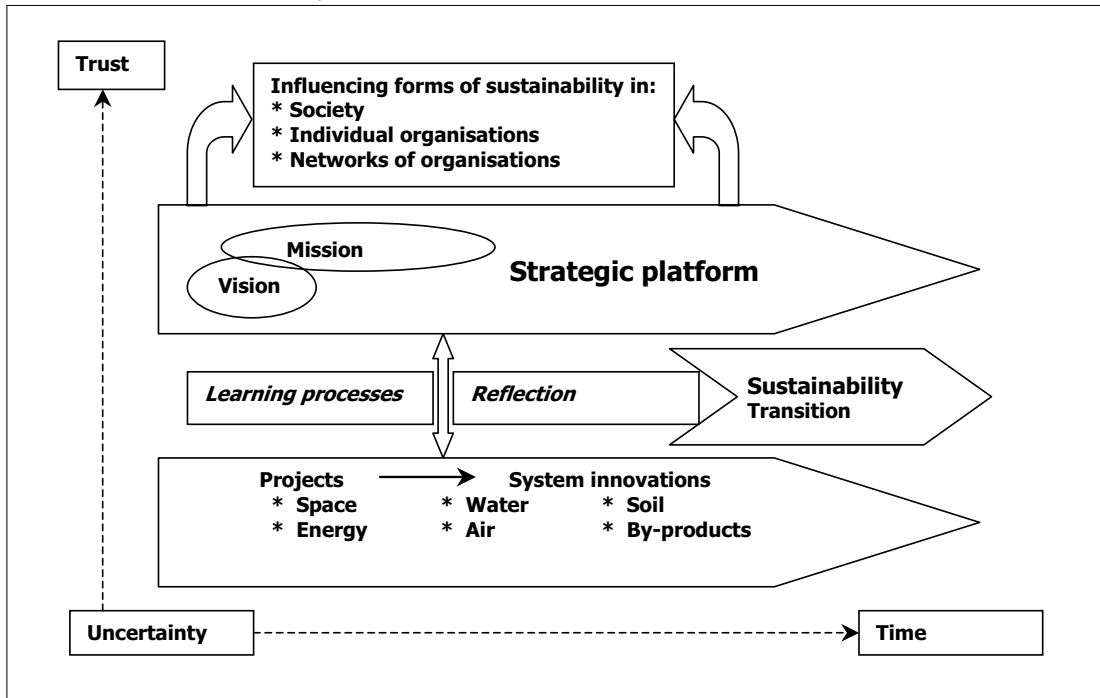 Trust
Influencing forms of sustainability in:
* Society
* Individual organisations
* Networks of organisations
Mission
Vision
Strategic platform
Learning processes
Reflection
Sustainability
Transition
Projects System innovations
* Space * Water * Soil
* Energy * Air * By-products
Uncertainty
Time